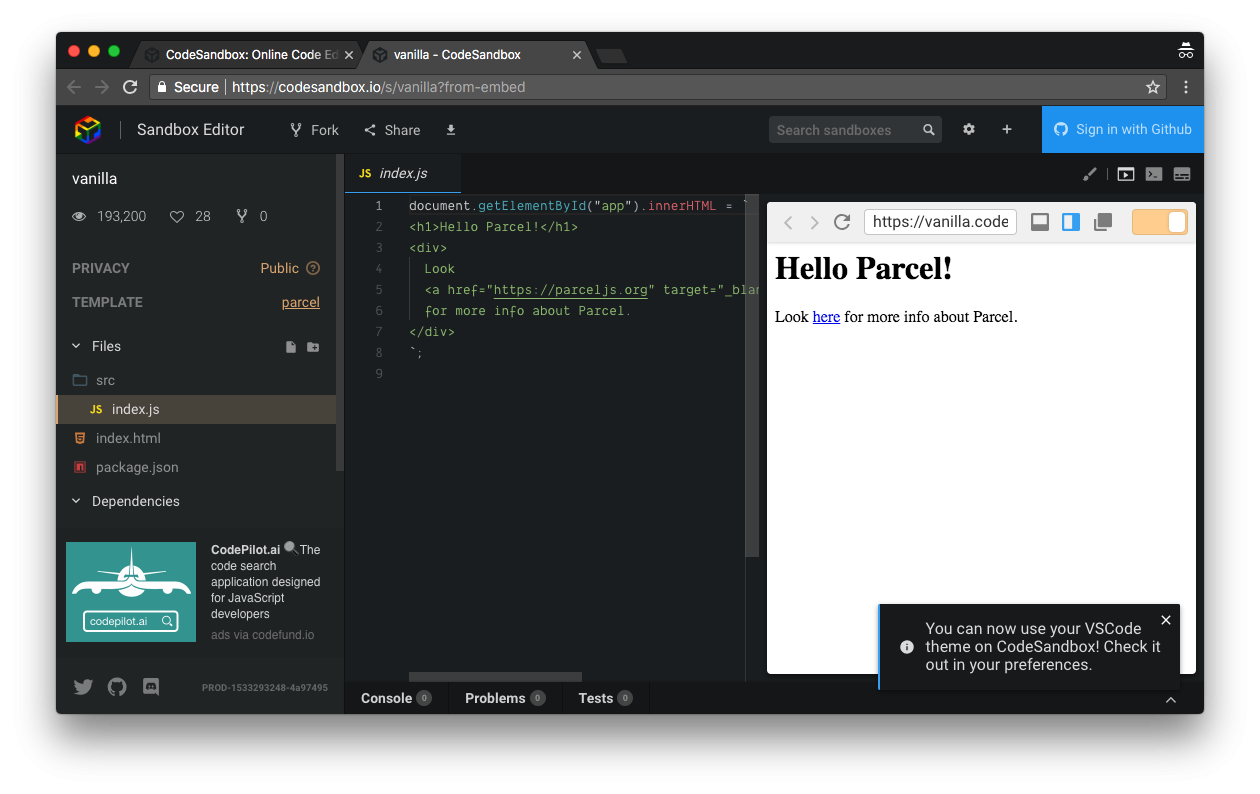 CodeSandbox: Online Code Ed
vanilla - CodeSandbox
Secure | https://codesandbox.io/s/vanilla?from-embed
Sandbox Editor
Fork
Share
Search sandboxes
Sign in with Github
vanilla
193,200 28 0
PRIVACY Public ?
TEMPLATE parcel
Files
src
JS index.js
index.html
package.json
Dependencies
codepilot.ai
CodePilot.ai 🔍The
code search
application designed
for JavaScript
developers
ads via codefund.io
PROD-1533293248-4a97495
JS index.js
1 document.getElementById("app").innerHTML = `
2 <h1>Hello Parcel!</h1>
3 <div>
4 Look
5 <a href="https://parceljs.org" target="_blan
6 for more info about Parcel.
7 </div>
8 `;
9
https://vanilla.code
Hello Parcel!
Look here for more info about Parcel.
You can now use your VSCode
theme on CodeSandbox! Check it
out in your preferences.
Console 0 Problems 0 Tests 0